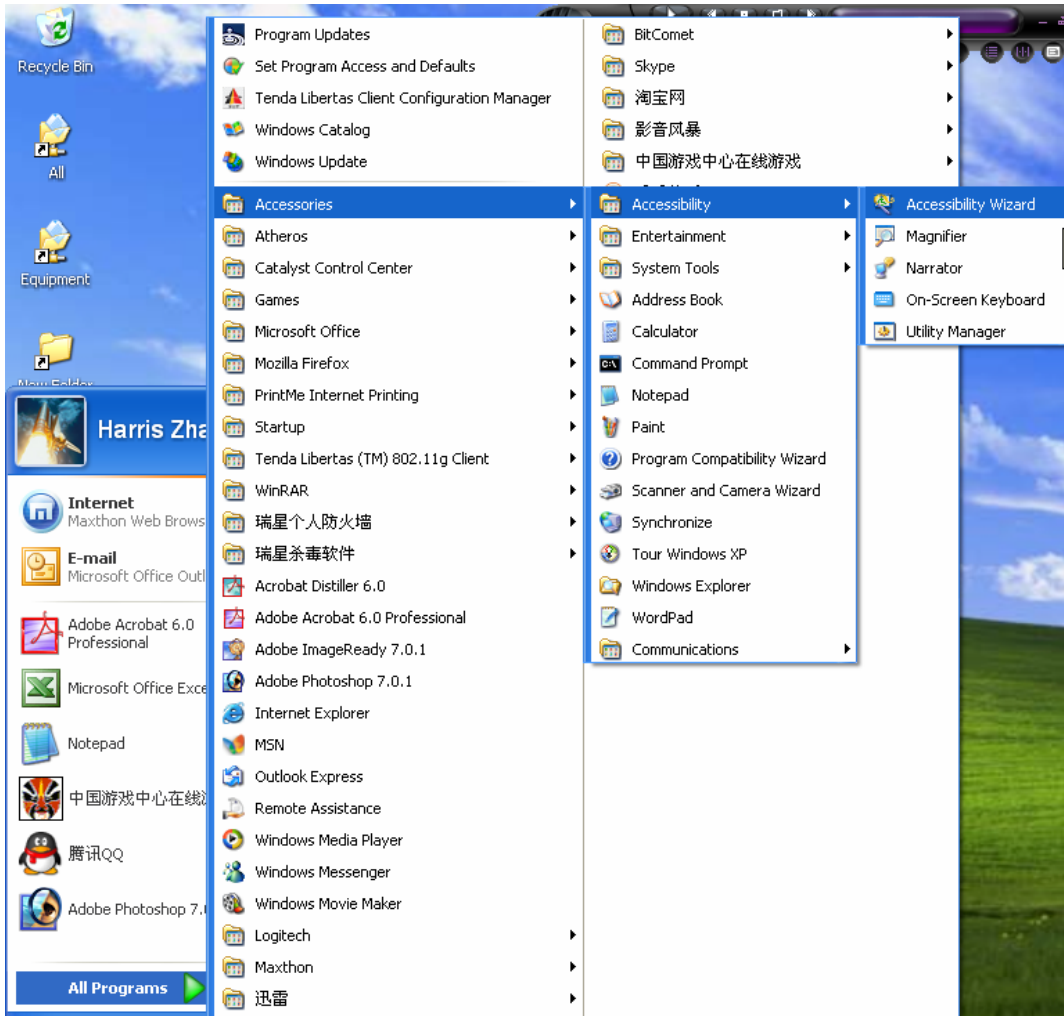 Recycle Bin
All
Equipment
New Folder
Harris Zha
Internet
Maxthon Web Brows
E-mail
Microsoft Office Outl
Adobe Acrobat 6.0
Professional
Microsoft Office Exce
Notepad
中国游戏中心在线
腾讯QQ
Adobe Photoshop 7.
All Programs
Program Updates
Set Program Access and Defaults
Tenda Libertas Client Configuration Manager
Windows Catalog
Windows Update
Accessories
Atheros
Catalyst Control Center
Games
Microsoft Office
Mozilla Firefox
PrintMe Internet Printing
Startup
Tenda Libertas (TM) 802.11g Client
WinRAR
瑞星个人防火墙
瑞星杀毒软件
Acrobat Distiller 6.0
Adobe Acrobat 6.0 Professional
Adobe ImageReady 7.0.1
Adobe Photoshop 7.0.1
Internet Explorer
MSN
Outlook Express
Remote Assistance
Windows Media Player
Windows Messenger
Windows Movie Maker
Logitech
Maxthon
迅雷
BitComet
Skype
淘宝网
影音风暴
中国游戏中心在线游戏
Accessibility
Entertainment
System Tools
Address Book
Calculator
Command Prompt
Notepad
Paint
Program Compatibility Wizard
Scanner and Camera Wizard
Synchronize
Tour Windows XP
Windows Explorer
WordPad
Communications
Accessibility Wizard
Magnifier
Narrator
On-Screen Keyboard
Utility Manager